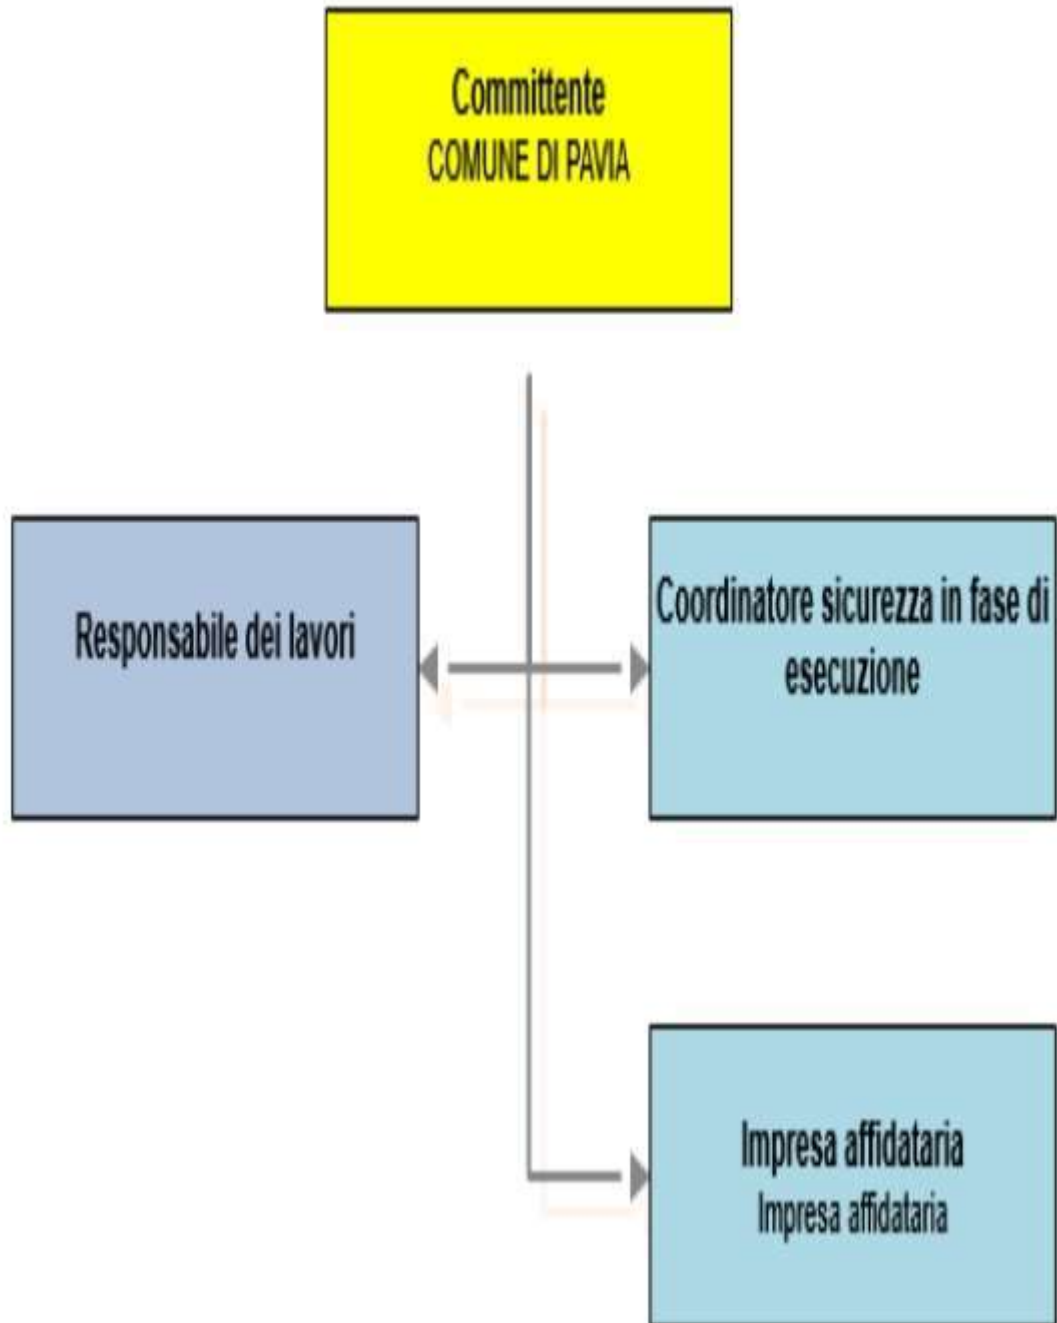 Committente
COMUNE DI PAVIA
Responsabile dei lavori
Coordinatore sicurezza in fase di
esecuzione
Impresa affidataria
Impresa affidataria